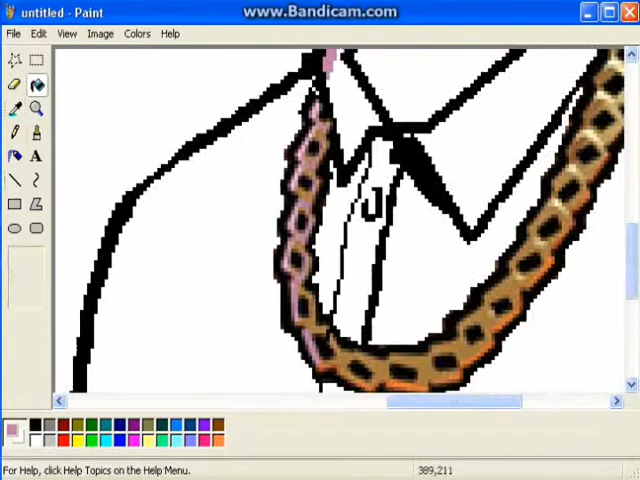 www.Bandicam.com
untitled - Paint
File Edit View Image Colors Help
A
J
For Help, click Help Topics on the Help Menu.
389,211